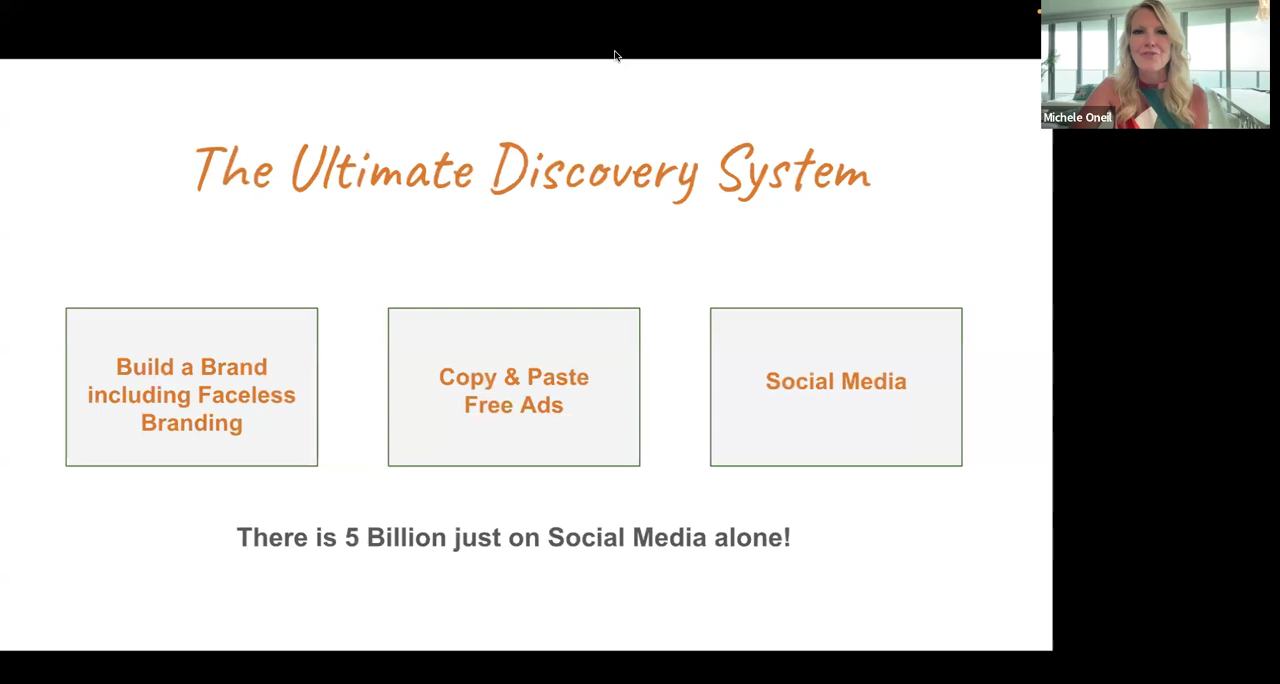 The Ultimate Discovery System
Michele Oneil
Build a Brand
including Faceless
Branding
Copy & Paste
Free Ads
Social Media
There is 5 Billion just on Social Media alone!